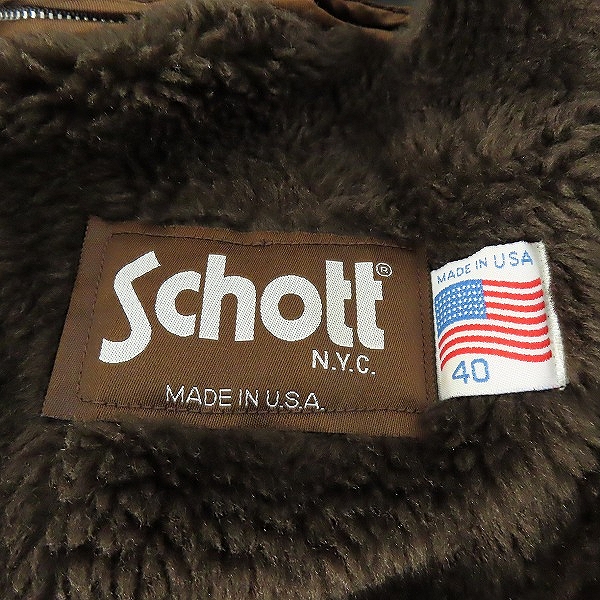 Schott®
N.Y.C.
MADE IN U.S.A.
MADE IN USA
40